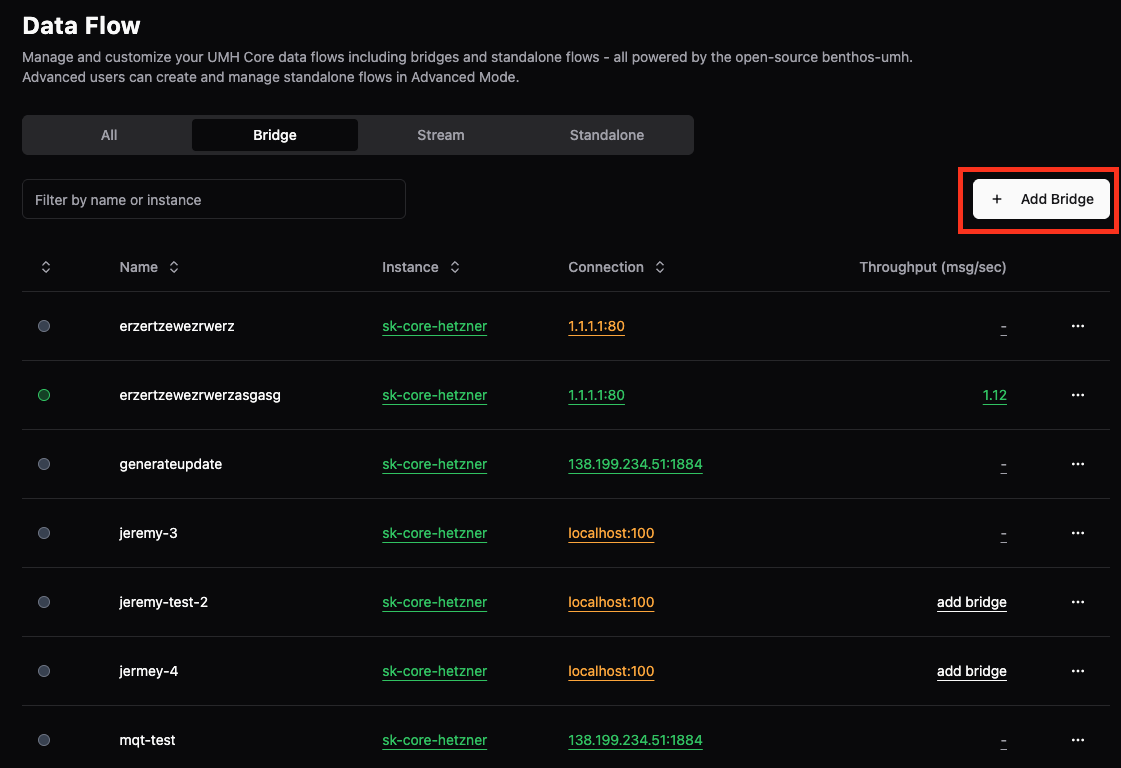 Data Flow
Manage and customize your UMH Core data flows including bridges and standalone flows - all powered by the open-source benthos-umh.
Advanced users can create and manage standalone flows in Advanced Mode.
All Bridge Stream Standalone
Filter by name or instance
+ Add Bridge
Name Instance Connection Throughput (msg/sec)
erzertzewezrwerz sk-core-hetzner 1.1.1.1:80 - ...
erzertzewezrwerzasgasg sk-core-hetzner 1.1.1.1:80 1.12 ...
generateupdate sk-core-hetzner 138.199.234.51:1884 - ...
jeremy-3 sk-core-hetzner localhost:100 - ...
jeremy-test-2 sk-core-hetzner localhost:100 add bridge ...
jermey-4 sk-core-hetzner localhost:100 add bridge ...
mqt-test sk-core-hetzner 138.199.234.51:1884 - ...